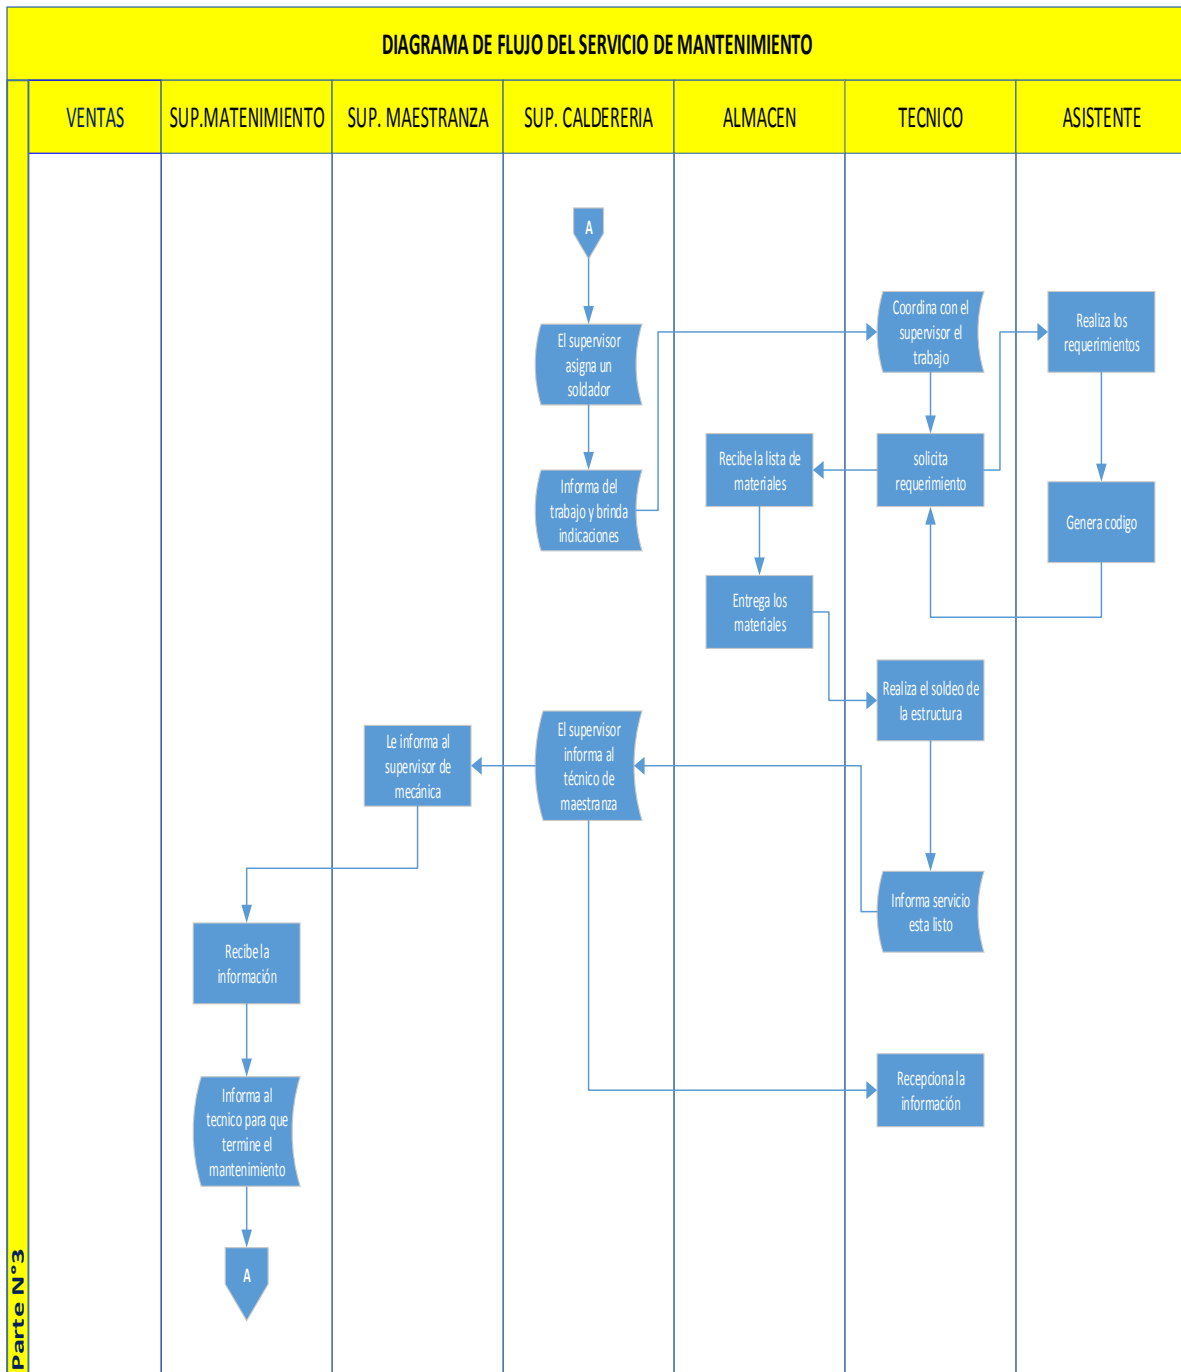 DIAGRAMA DE FLUJO DEL SERVICIO DE MANTENIMIENTO
VENTAS
SUP.MATENIMIENTO
SUP. MAESTRANZA
SUP. CALDERERIA
ALMACEN
TECNICO
ASISTENTE
A
El supervisor
asigna un
soldador
Informa del
trabajo y brinda
indicaciones
Coordina con el
supervisor el
trabajo
solicita
requerimiento
Realiza los
requerimientos
Genera codigo
Recibe la lista de
materiales
Entrega los
materiales
Realiza el soldeo de
la estructura
Informa servicio
esta listo
El supervisor
informa al
técnico de
maestranza
Le informa al
supervisor de
mecánica
Recibe la
información
Informa al
tecnico para que
termine el
mantenimiento
A
Recepciona la
información
Parte N°3